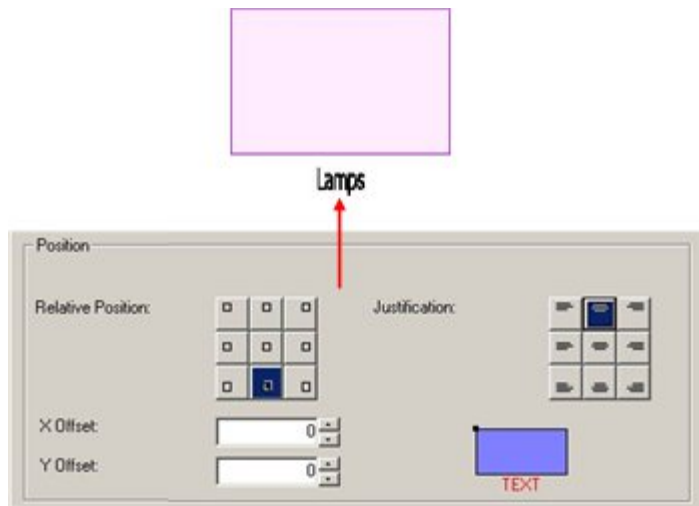 Lamps
Position
Relative Position:
Justification:
X Offset:
0
Y Offset:
0
TEXT